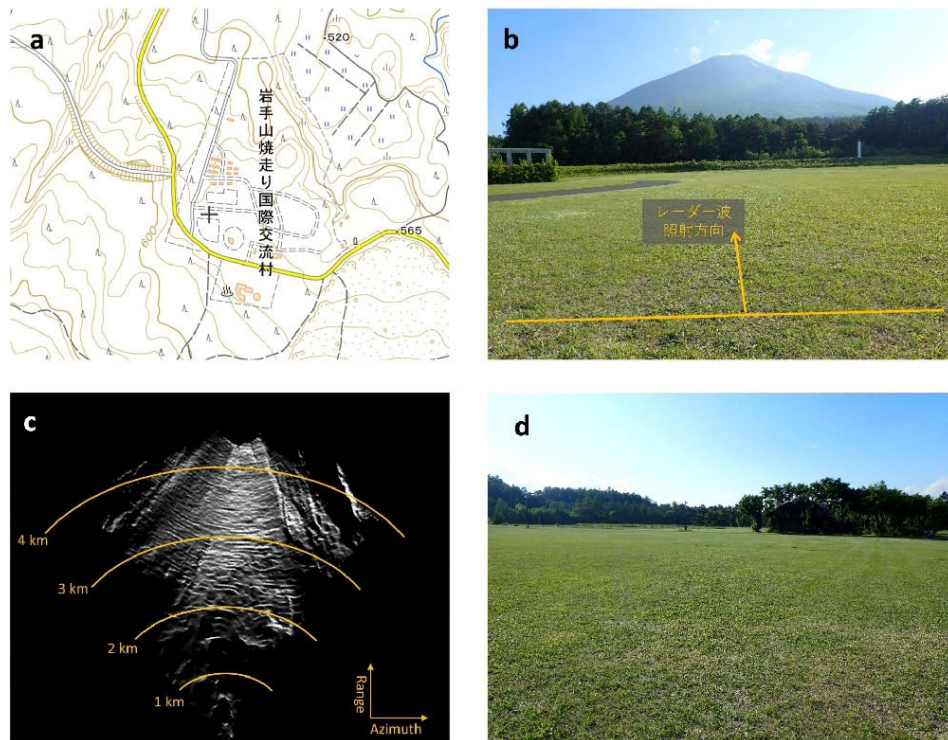 a
520
岩手山焼走り国際交流村
600
565
b
レーダー波
照射方向
c
4 km
3 km
2 km
1 km
Range
Azimuth
d